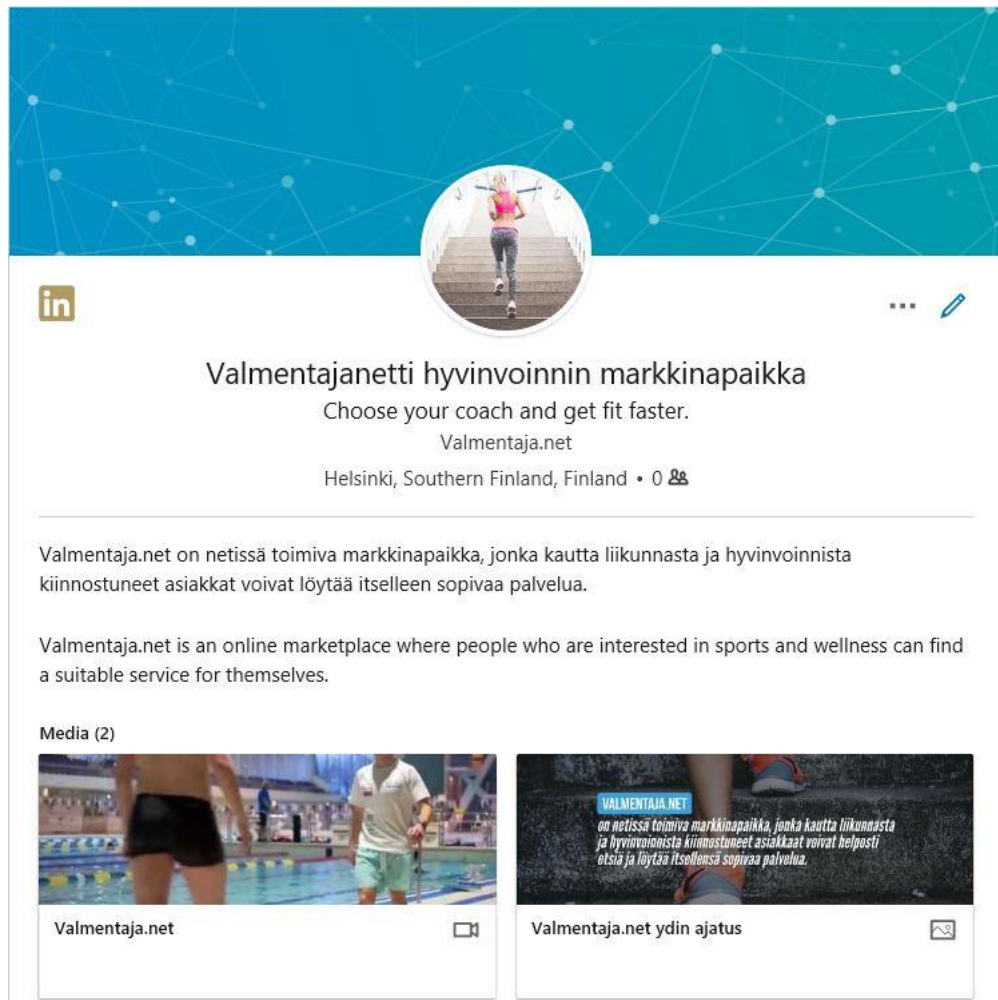 in
Valmentajanetti hyvinvoinnin markkinapaikka
Choose your coach and get fit faster.
Valmentaja.net
Helsinki, Southern Finland, Finland • 0
Valmentaja.net on netissä toimiva markkinapaikka, jonka kautta liikunnasta ja hyvinvoinnista
kiinnostuneet asiakkat voivat löytää itselleen sopivaa palvelua.
Valmentaja.net is an online marketplace where people who are interested in sports and wellness can find
a suitable service for themselves.
Media (2)
VALMENTAJA.NET
on netissä toimiva markkinapaikka, jonka kautta liikunnasta
ja hyvinvoinnista kiinnostuneet asiakkaat voivat helposti
etsiä ja löytää itsellensä sopivaa palvelua.
Valmentaja.net
Valmentaja.net ydin ajatus